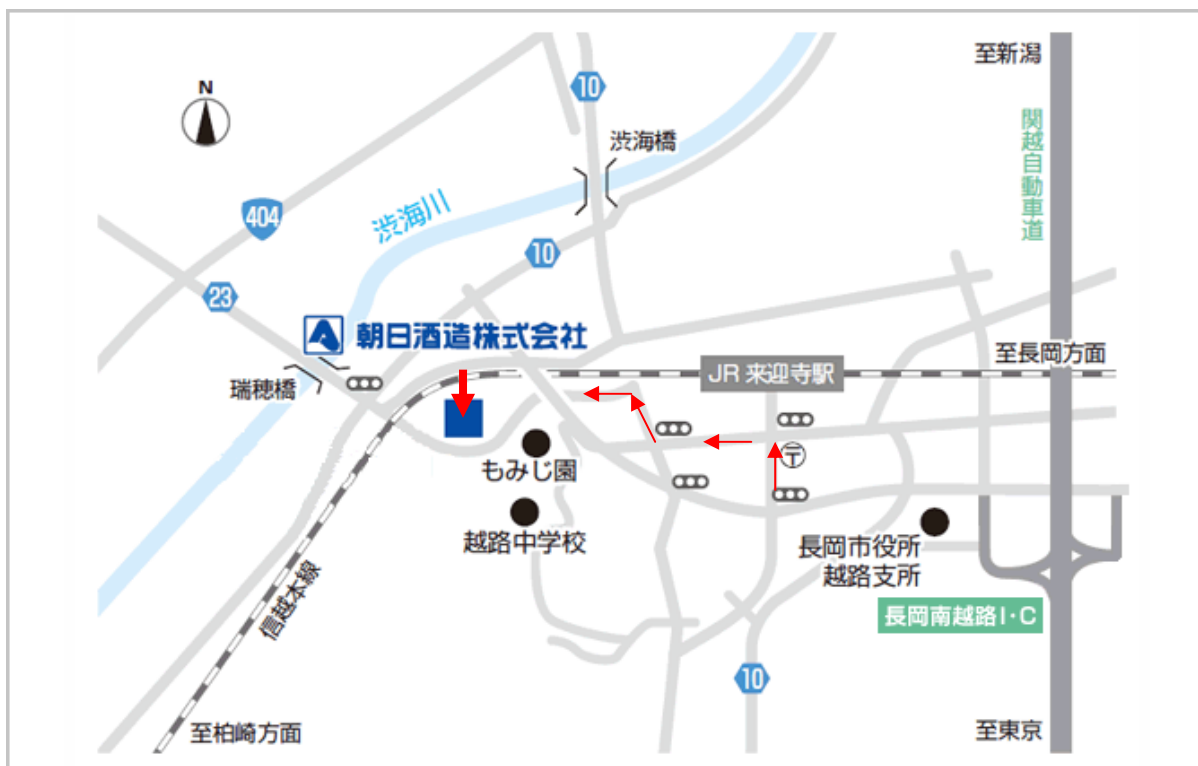 N
至新潟
10
関越自動車道
渋海橋
404
渋海川
10
23
朝日酒造株式会社
至長岡方面
JR 来迎寺駅
瑞穂橋
〒
もみじ園
越路中学校
長岡市役所
越路支所
長岡南越路I・C
信越本線
10
至柏崎方面
至東京